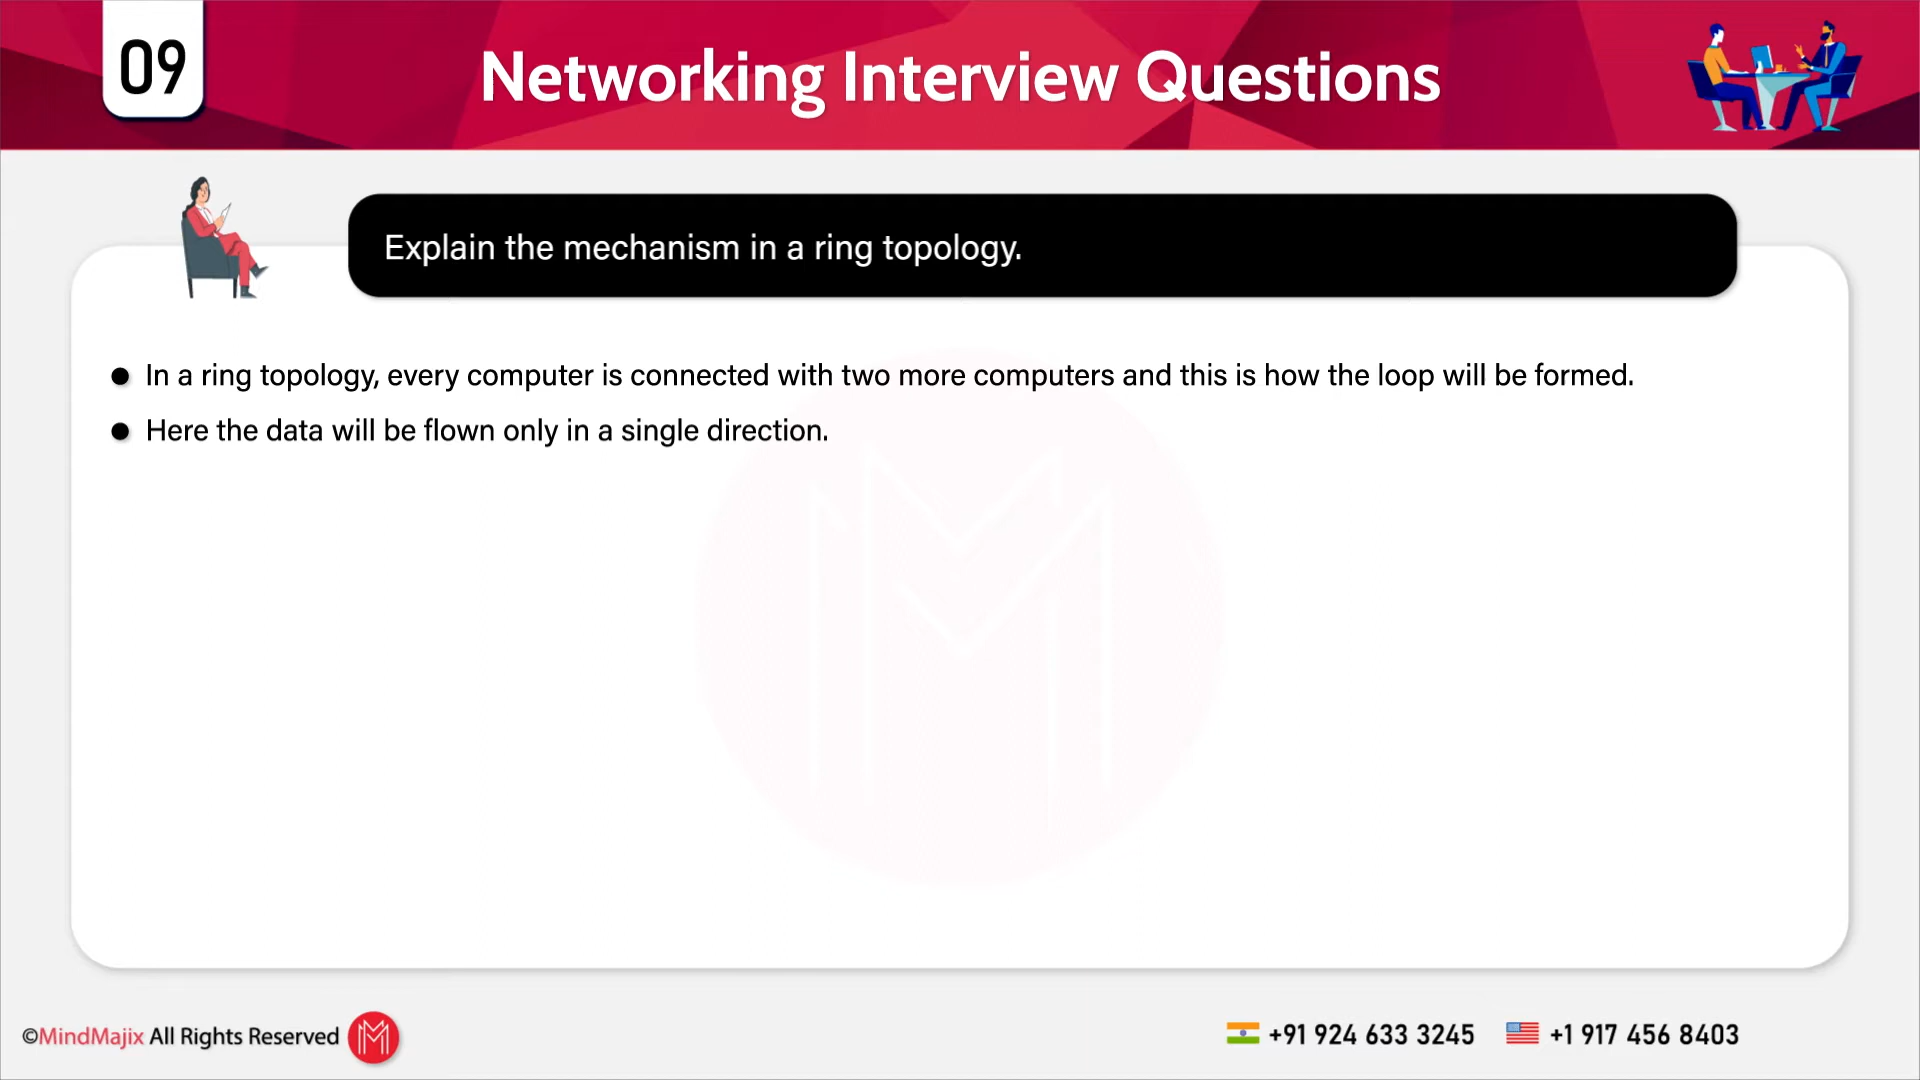 09
Networking Interview Questions
Explain the mechanism in a ring topology.
● In a ring topology, every computer is connected with two more computers and this is how the loop will be formed.
● Here the data will be flown only in a single direction.
©MindMajix All Rights Reserved
+91 924 633 3245
+1 917 456 8403